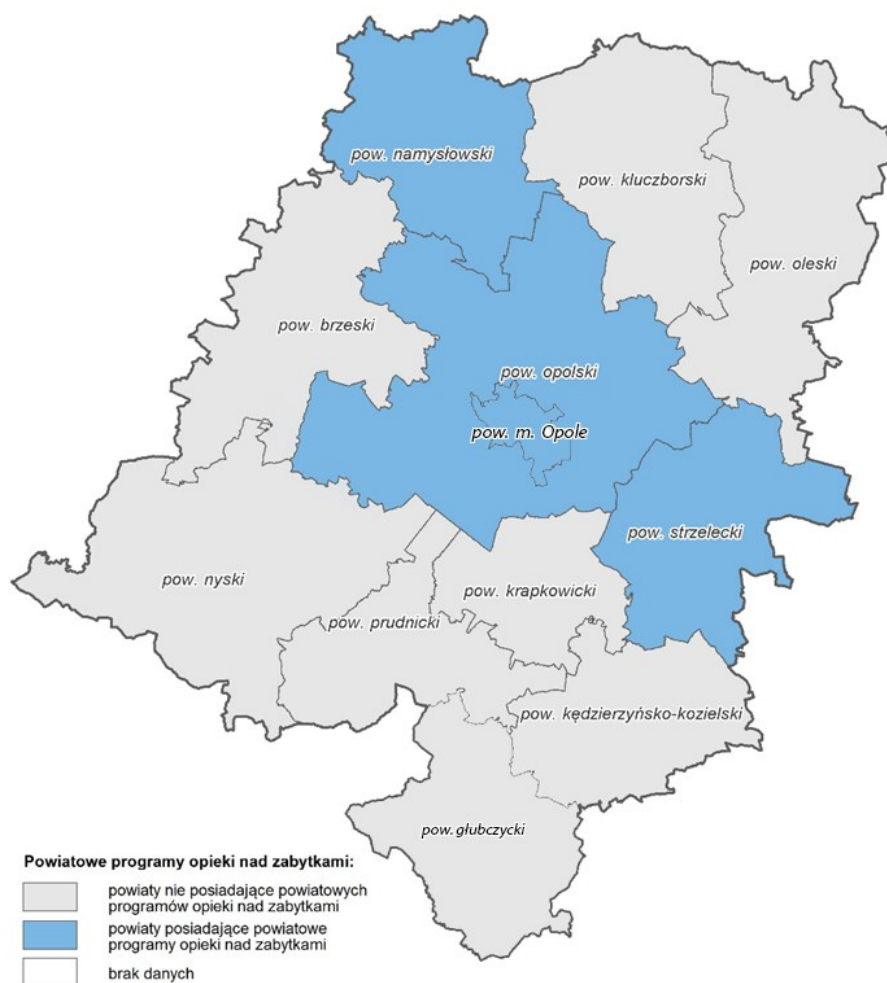 pow. namysłowski
pow. kluczborski
pow. oleski
pow. brzeski
pow. opolski
pow. m. Opole
pow. strzelecki
pow. nyski
pow. krapkowicki
pow. prudnicki
pow. kędzierzyńsko-kozielski
pow. głubczycki
Powiatowe programy opieki nad zabytkami:
powiaty nie posiadające powiatowych
programów opieki nad zabytkami
powiaty posiadające powiatowe
programy opieki nad zabytkami
brak danych